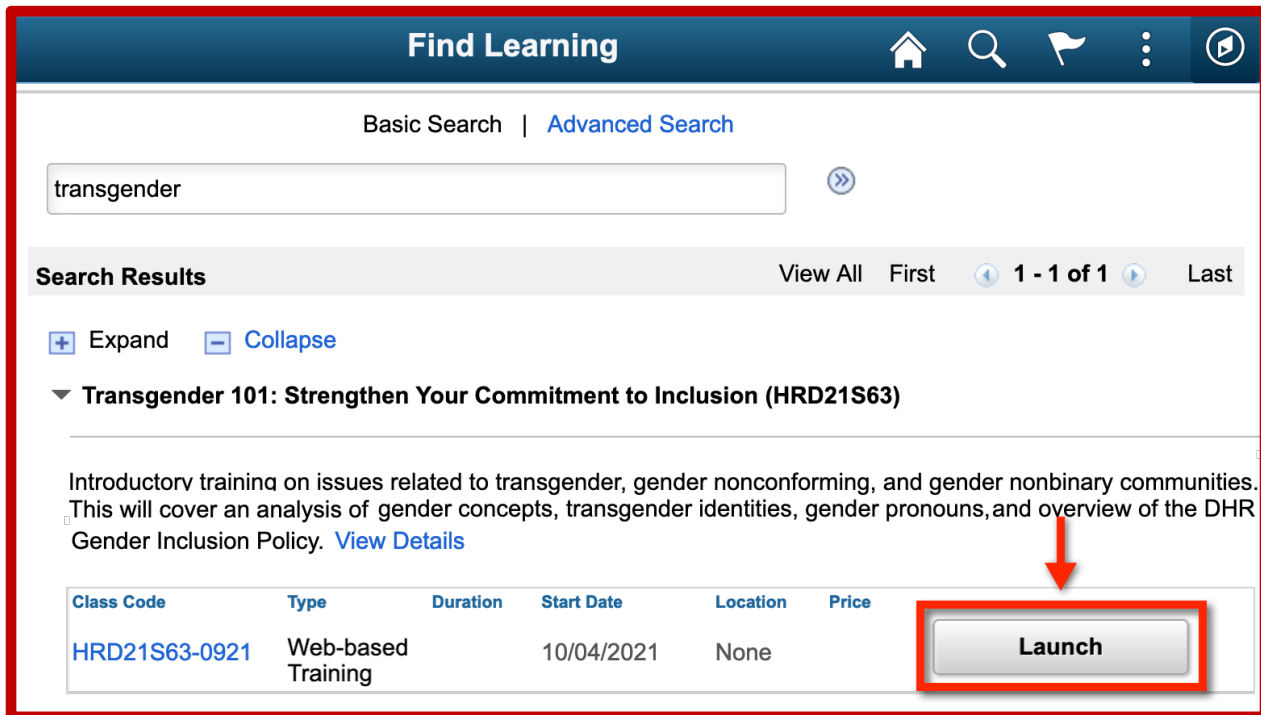 Find Learning
Basic Search | Advanced Search
transgender
Search Results View All First 1 - 1 of 1 Last
Expand Collapse
Transgender 101: Strengthen Your Commitment to Inclusion (HRD21S63)
Introductory training on issues related to transgender, gender nonconforming, and gender nonbinary communities.
This will cover an analysis of gender concepts, transgender identities, gender pronouns,and overview of the DHR
Gender Inclusion Policy. View Details
Class Code Type Duration Start Date Location Price
HRD21S63-0921 Web-based 10/04/2021 None Launch
Training